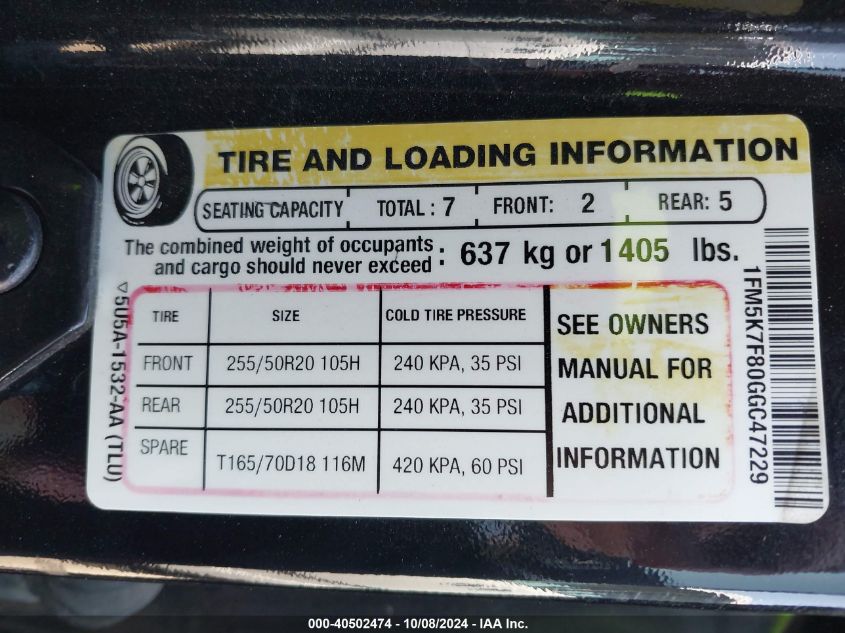 TIRE AND LOADING INFORMATION
SEATING CAPACITY TOTAL : 7 FRONT: 2 REAR: 5
The combined weight of occupants
and cargo should never exceed : 637 kg or 1405 lbs.
TIRE SIZE COLD TIRE PRESSURE
FRONT 255/50R20 105H 240 KPA, 35 PSI
REAR 255/50R20 105H 240 KPA, 35 PSI
SPARE T165/70D18 116M 420 KPA, 60 PSI
SEE OWNERS
MANUAL FOR
ADDITIONAL
INFORMATION
▽5U5A-1532-AA (TLU)
1FM5K7F80GGC47229
000-40502474 - 10/08/2024 - IAA Inc.